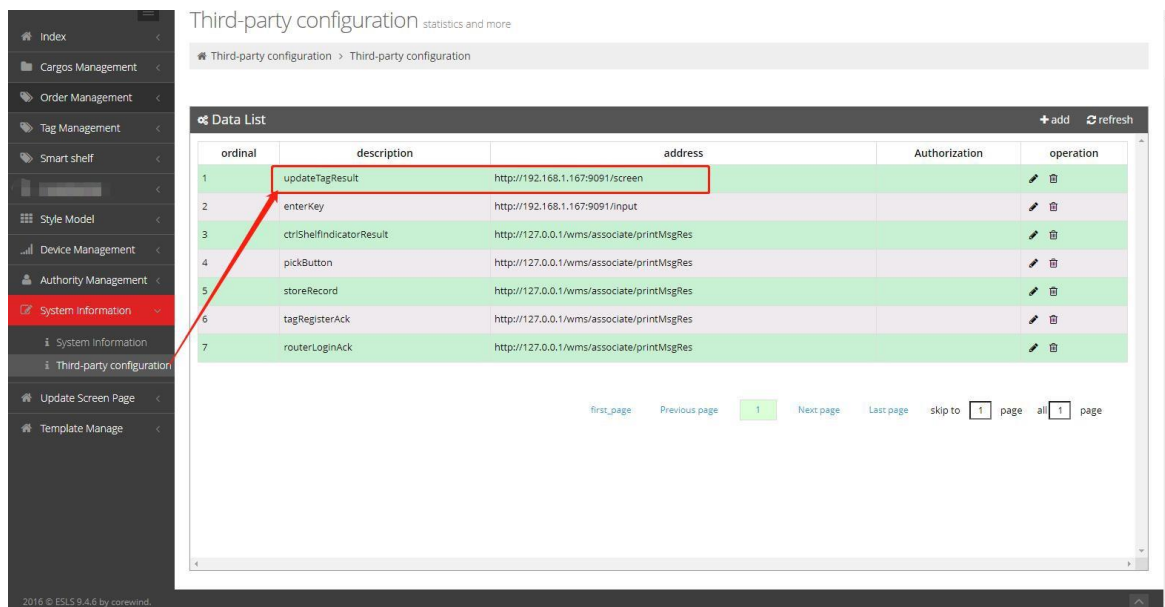 Third-party configuration statistics and more
Third-party configuration > Third-party configuration
Index
Cargos Management
Order Management
Tag Management
Smart shelf
Style Model
Device Management
Authority Management
System Information
System Information
Third-party configuration
Update Screen Page
Template Manage
Data List
add refresh
ordinal description address Authorization operation
1 updateTagResult http://192.168.1.167:9091/screen
2 enterKey http://192.168.1.167:9091/input
3 ctrlShelfIndicatorResult http://127.0.0.1/wms/associate/printMsgRes
4 pickButton http://127.0.0.1/wms/associate/printMsgRes
5 storeRecord http://127.0.0.1/wms/associate/printMsgRes
6 tagRegisterAck http://127.0.0.1/wms/associate/printMsgRes
7 routerLoginAck http://127.0.0.1/wms/associate/printMsgRes
first_page Previous page 1 Next page Last page skip to 1 page all 1 page
2016 © ESLS 9.4.6 by corewind.